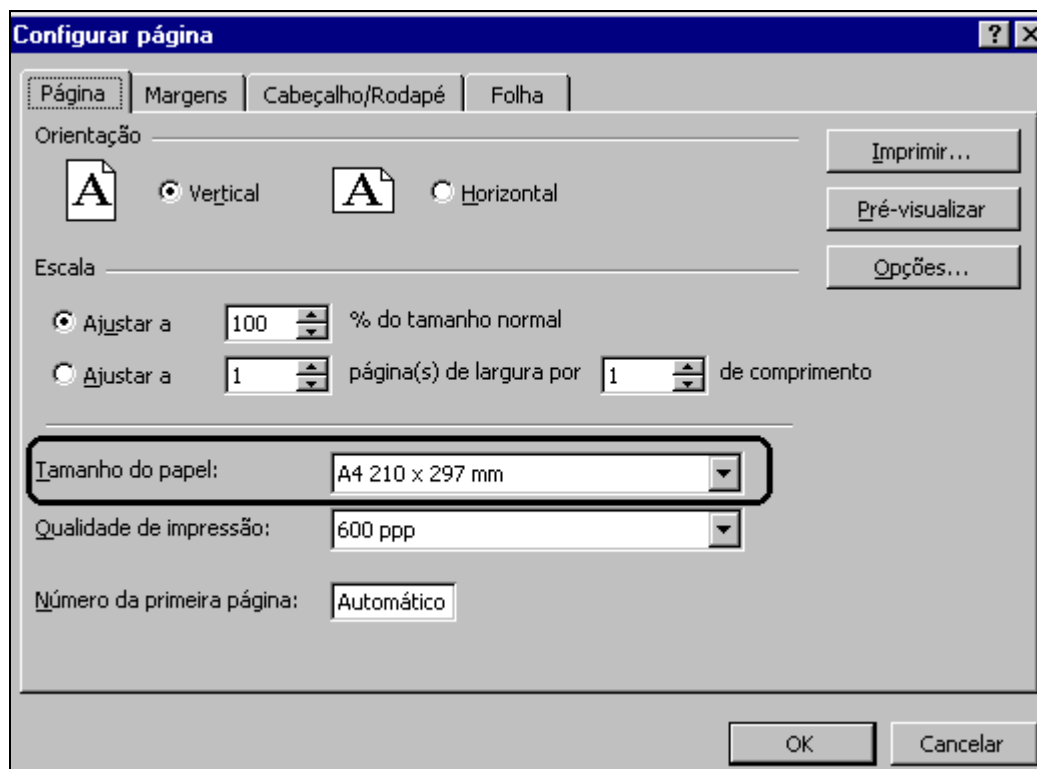 Configurar página
Página Margens Cabeçalho/Rodapé Folha
Orientação
Imprimir...
A Vertical A Horizontal
Pré-visualizar
Escala
Opções...
Ajustar a 100 % do tamanho normal
Ajustar a 1 página(s) de largura por 1 de comprimento
Tamanho do papel: A4 210 x 297 mm
Qualidade de impressão: 600 ppp
Número da primeira página: Automático
OK Cancelar